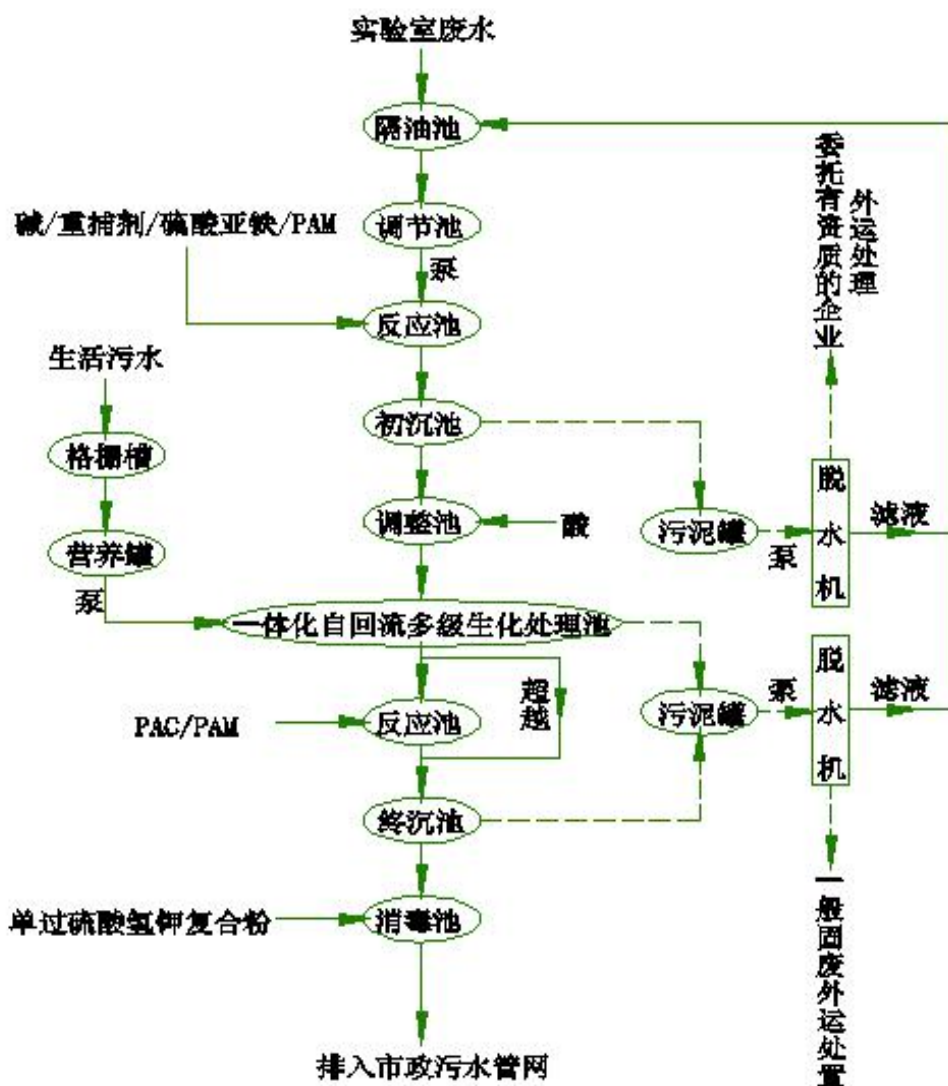 实验室废水
隔油池
碱/重捕剂/硫酸亚铁/PAM
调节池
泵
反应池
生活污水
格栅槽
初沉池
营养罐
泵
调整池
酸
污泥罐
泵
脱水机
滤液
委托有资质的企业
外运处理
一体化自回流多级生化处理池
超越
PAC/PAM
反应池
污泥罐
泵
脱水机
滤液
终沉池
单过硫酸氢钾复合粉
消毒池
一般固废外运处置
排入市政污水管网